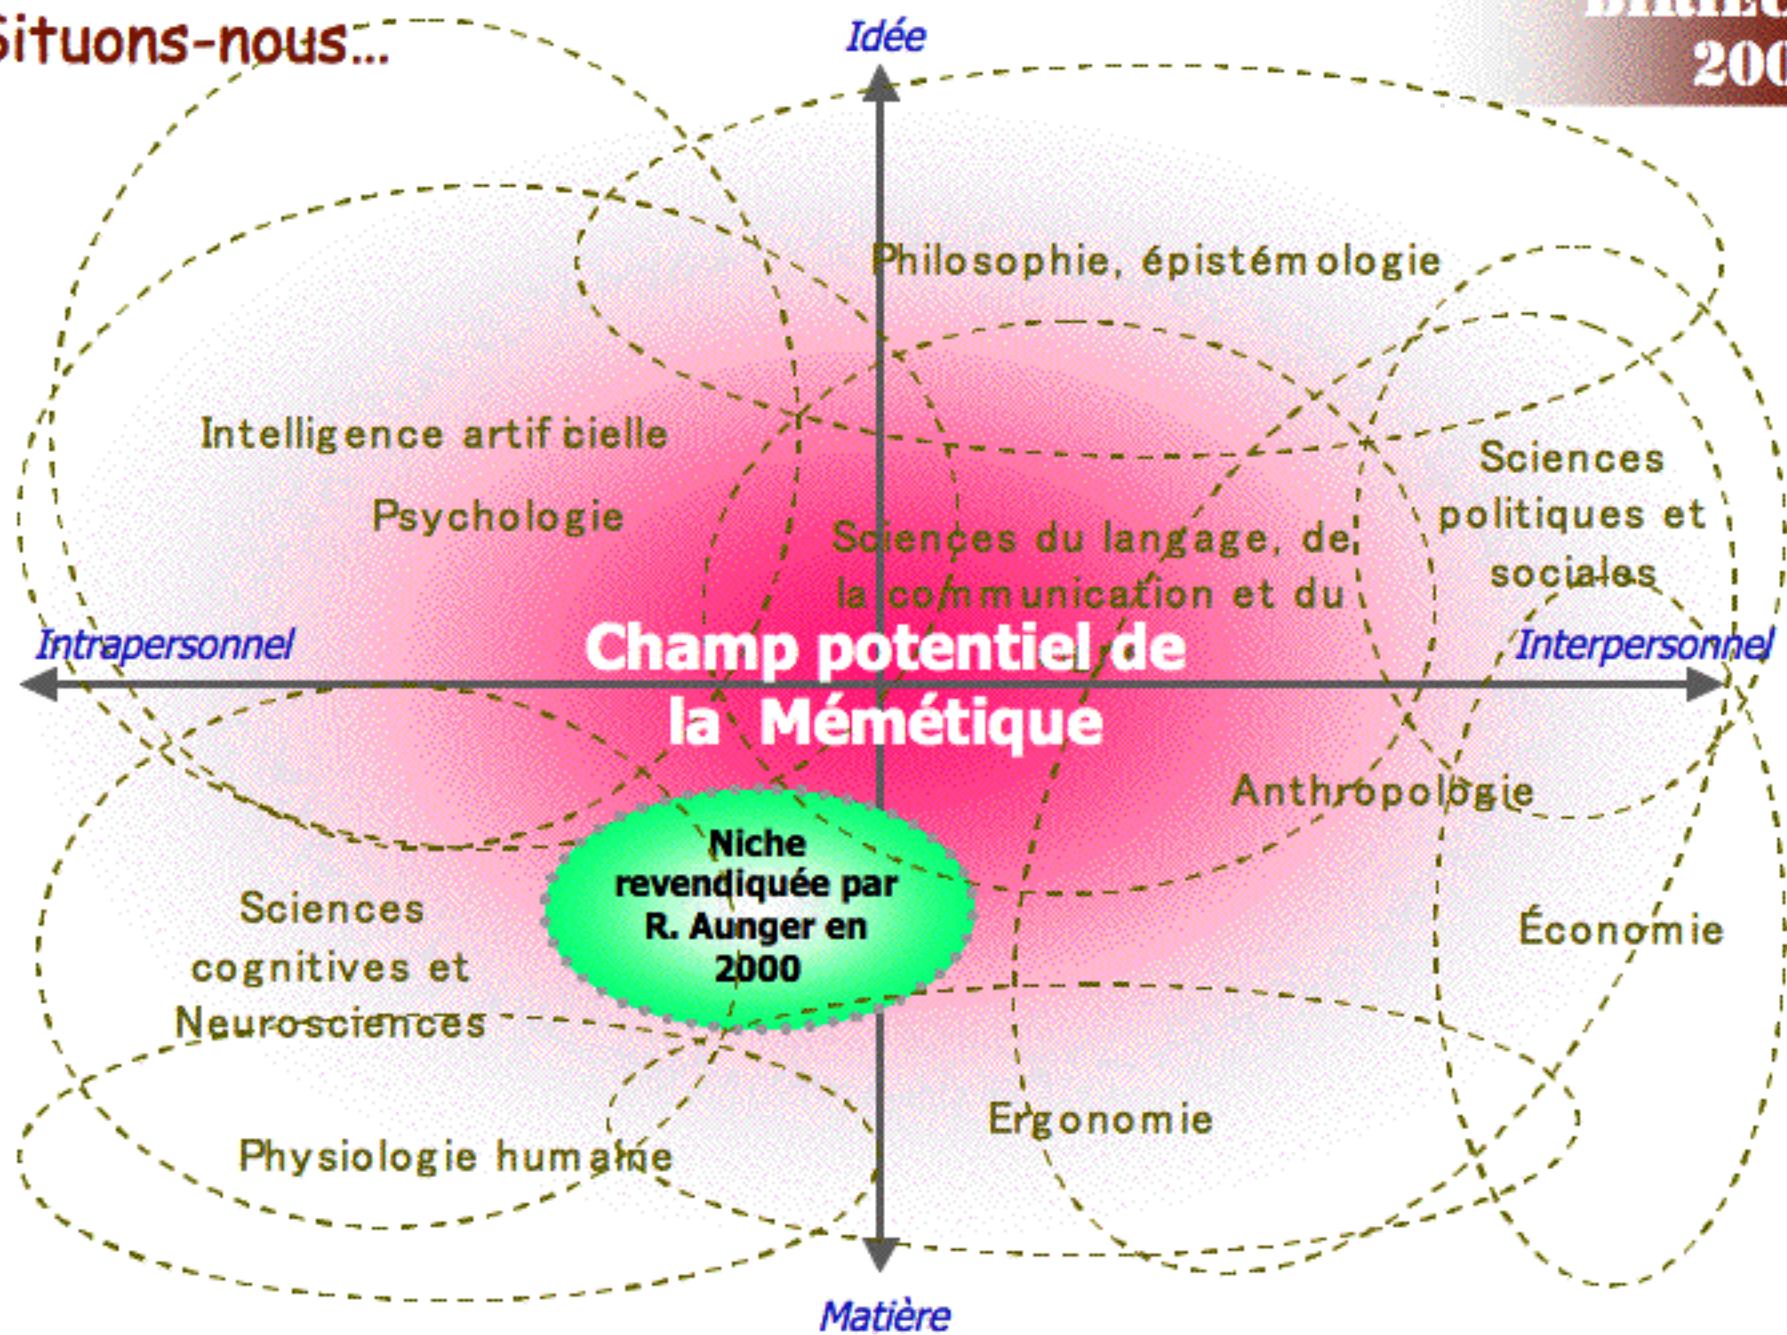 Situons-nous...
200
Idée
Philosophie, épistémologie
Intelligence artificielle
Psychologie
Sciences
politiques et
sociales
Sciences du langage, de
la communication et du
Intrapersonnel
Interpersonnel
Champ potentiel de
la Mémétique
Anthropologie
Niche
revendiquée par
R. Aunger en
2000
Sciences
cognitives et
Neurosciences
Économie
Ergonomie
Physiologie humaine
Matière